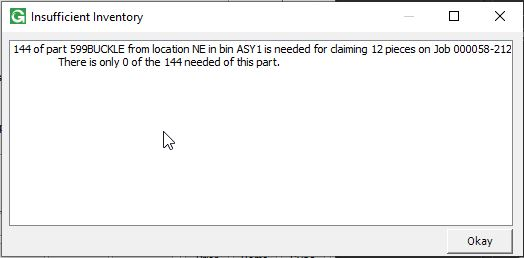 Insufficient Inventory
144 of part 599BUCKLE from location NE in bin ASY1 is needed for claiming 12 pieces on Job 000058-212
There is only 0 of the 144 needed of this part.
Okay